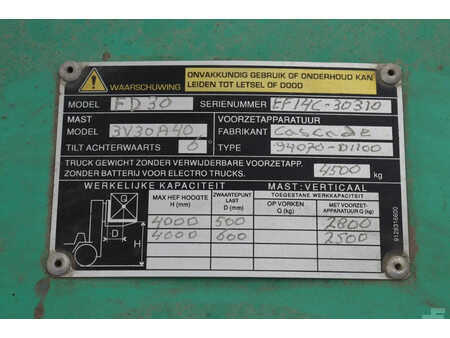 WAARSCHUWING
ONVAKKUNDIG GEBRUIK OF ONDERHOUD KAN
LEIDEN TOT LETSEL OF DOOD
MODEL FD30 SERIENUMMER EF14C-30310
MAST VOORZETAPPARATUUR
MODEL 3V30A40 FABRIKANT Cascade
TILT ACHTERWAARTS 6° TYPE 94070-D1100
TRUCK GEWICHT ZONDER VERWIJDERBARE VOORZETAPP.
ZONDER BATTERIJ VOOR ELECTRO TRUCKS. 4500 kg
WERKELIJKE KAPACITEIT MAST: VERTICAAL
TOEGESTANE WERKKAPACITEIT
MAX HEF HOOGTE
H (mm)
ZWAARTEPUNT
LAST
D (mm)
OP VORKEN
G (kg)
MET VOORZET-
APPARATUUR G (kg)
4000 500 2800
4000 600 2500
G
D
H
9128316600